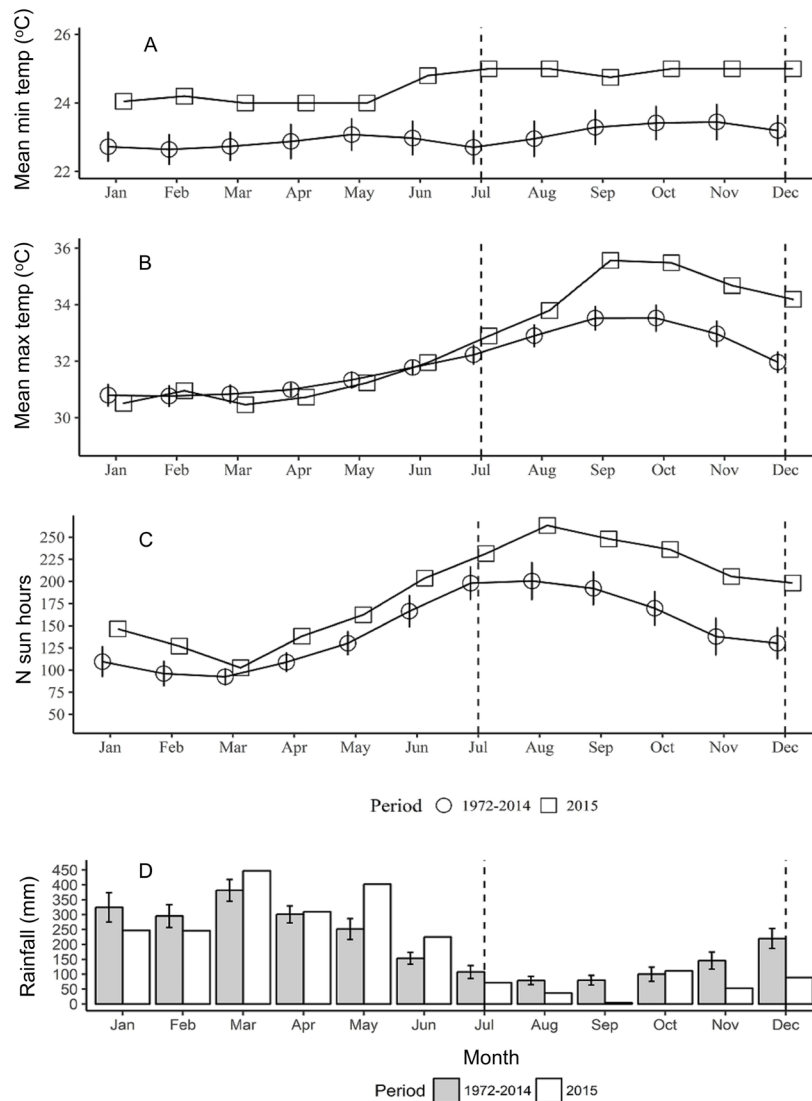 A
Mean min temp (°C)
26
24
22
Jan Feb Mar Apr May Jun Jul Aug Sep Oct Nov Dec
B
Mean max temp (°C)
36
34
32
30
Jan Feb Mar Apr May Jun Jul Aug Sep Oct Nov Dec
C
N sun hours
250
225
200
175
150
125
100
75
50
Jan Feb Mar Apr May Jun Jul Aug Sep Oct Nov Dec
Period 1972-2014 2015
D
Rainfall (mm)
450
400
350
300
250
200
150
100
50
0
Jan Feb Mar Apr May Jun Jul Aug Sep Oct Nov Dec
Month
Period 1972-2014 2015